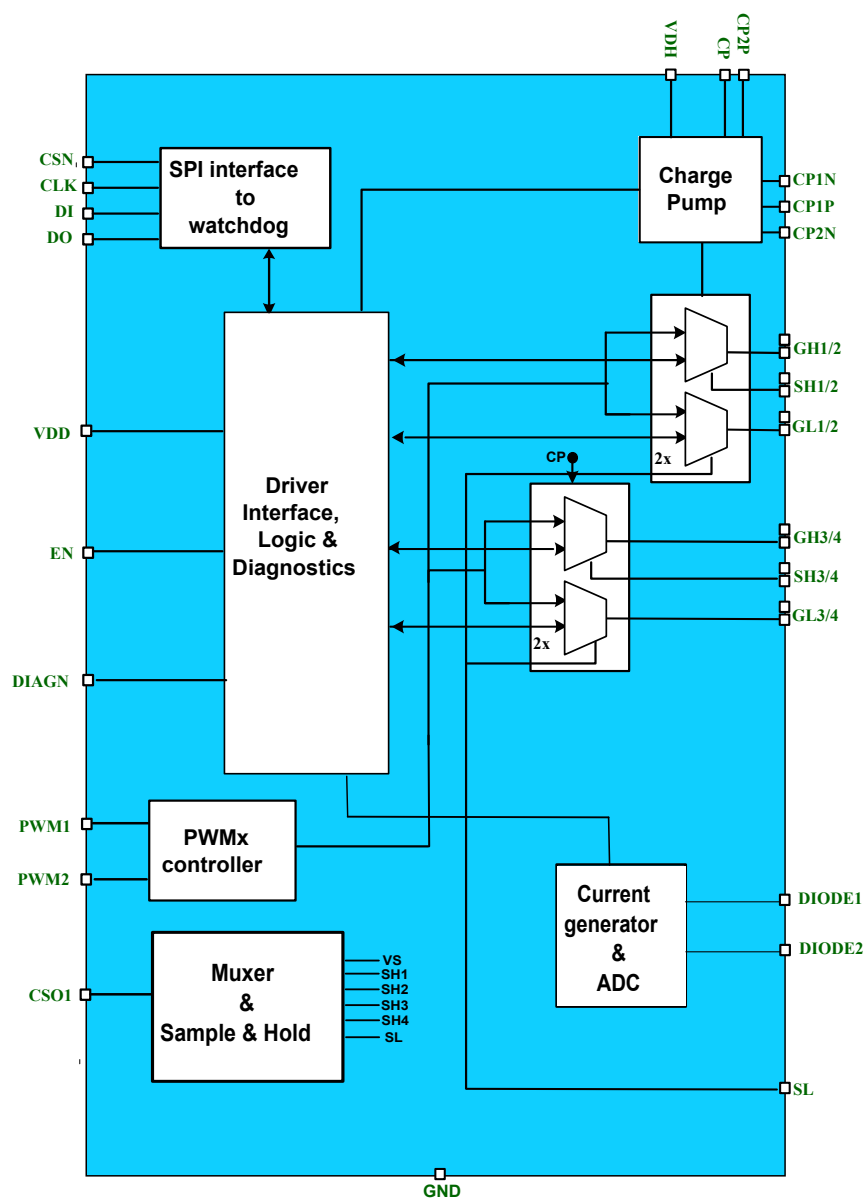 VDH
CP
CP2P
CSN
CLK
DI
DO
SPI interface
to
watchdog
Charge
Pump
CP1N
CP1P
CP2N
GH1/2
SH1/2
GL1/2
2x
VDD
CP
Driver
Interface,
Logic &
Diagnostics
EN
GH3/4
SH3/4
GL3/4
2x
DIAGN
PWM1
PWM2
PWMx
controller
Current
generator
&
ADC
DIODE1
DIODE2
CSO1
Muxer
&
Sample & Hold
VS
SH1
SH2
SH3
SH4
SL
SL
GND